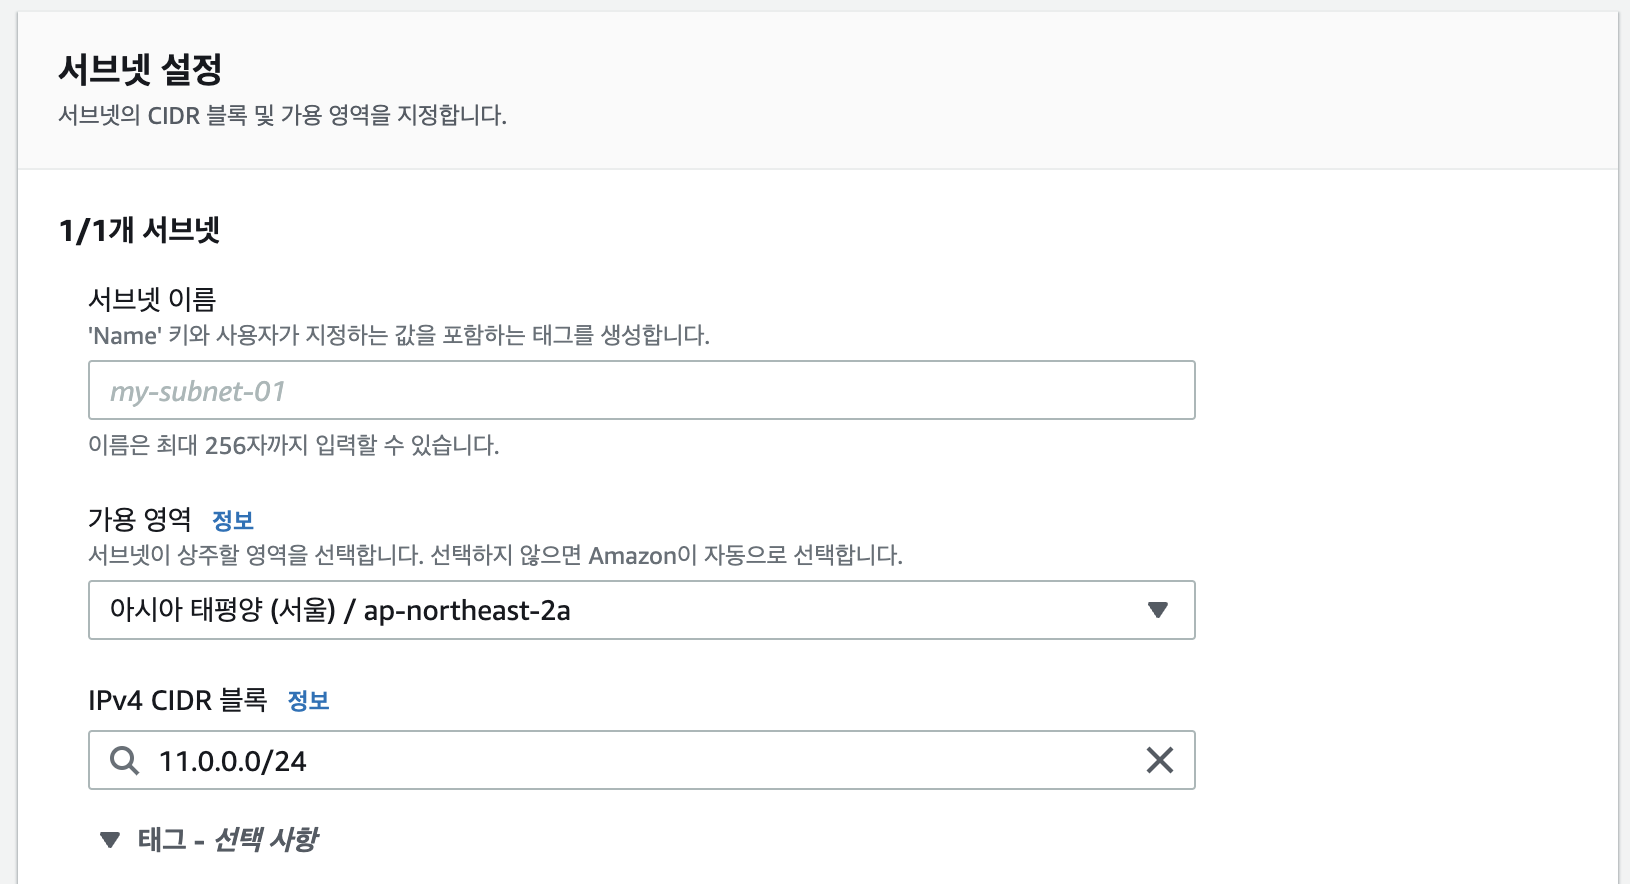 서브넷 설정
서브넷의 CIDR 블록 및 가용 영역을 지정합니다.
1/1개 서브넷
서브넷 이름
'Name' 키와 사용자가 지정하는 값을 포함하는 태그를 생성합니다.
my-subnet-01
이름은 최대 256자까지 입력할 수 있습니다.
가용 영역 정보
서브넷이 상주할 영역을 선택합니다. 선택하지 않으면 Amazon이 자동으로 선택합니다.
아시아 태평양 (서울) / ap-northeast-2a
IPv4 CIDR 블록 정보
11.0.0.0/24
태그 - 선택 사항